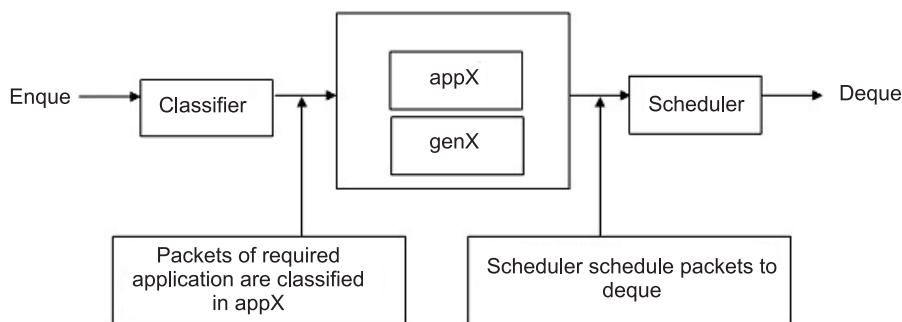 Enque
Classifier
appX
genX
Scheduler
Deque
Packets of required
application are classified
in appX
Scheduler schedule packets to
deque